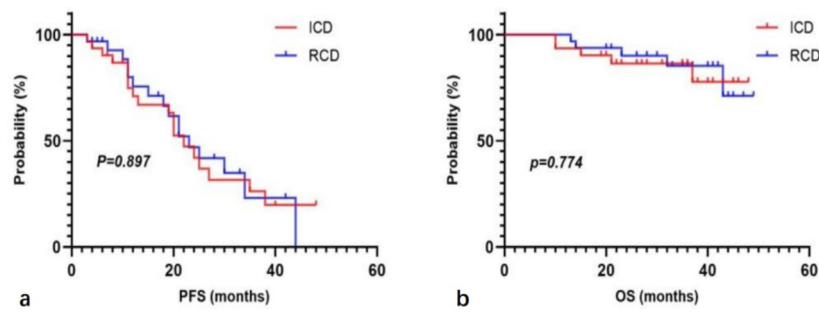 ICD
RCD
100
50
0
Probability (%)
P=0.897
0 20 40 60
PFS (months)
a
ICD
RCD
100
50
0
Probability (%)
p=0.774
0 20 40 60
OS (months)
b